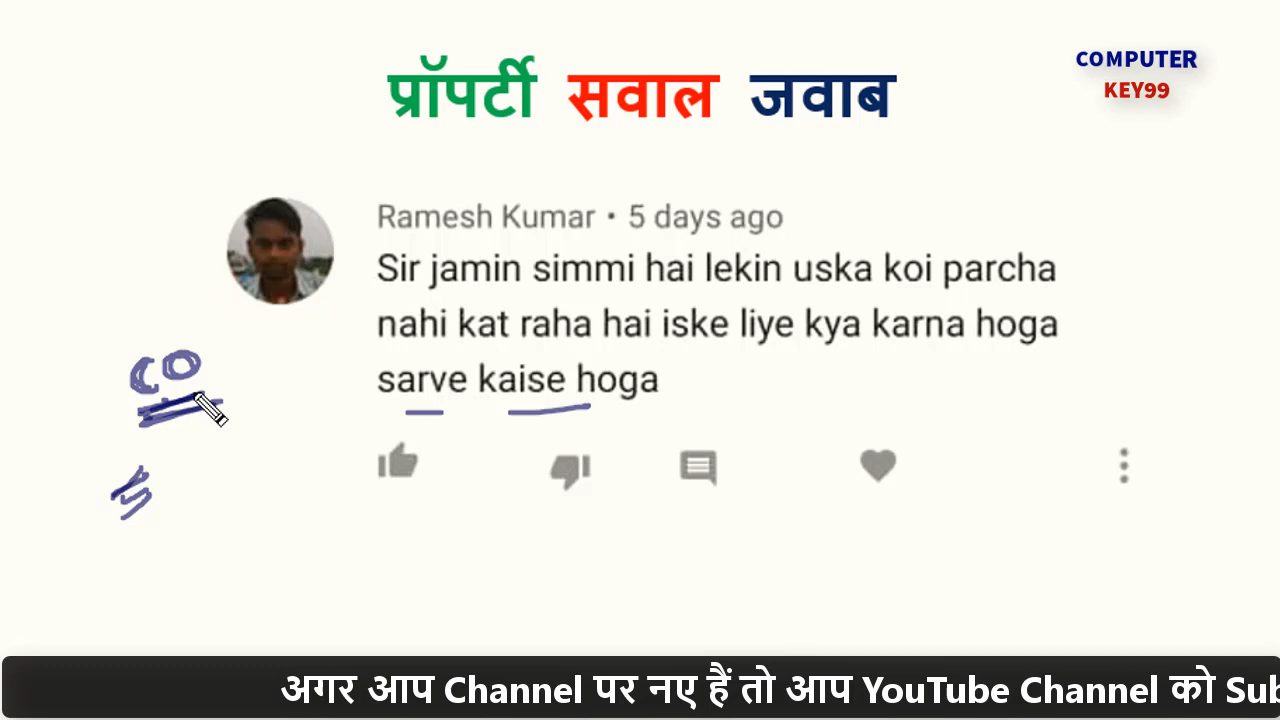 प्रॉपर्टी सवाल जवाब
COMPUTER
KEY99
Ramesh Kumar • 5 days ago
Sir jamin simmi hai lekin uska koi parcha
nahi kat raha hai iske liye kya karna hoga
sarve kaise hoga
CO
अगर आप Channel पर नए हैं तो आप YouTube Channel को Sub